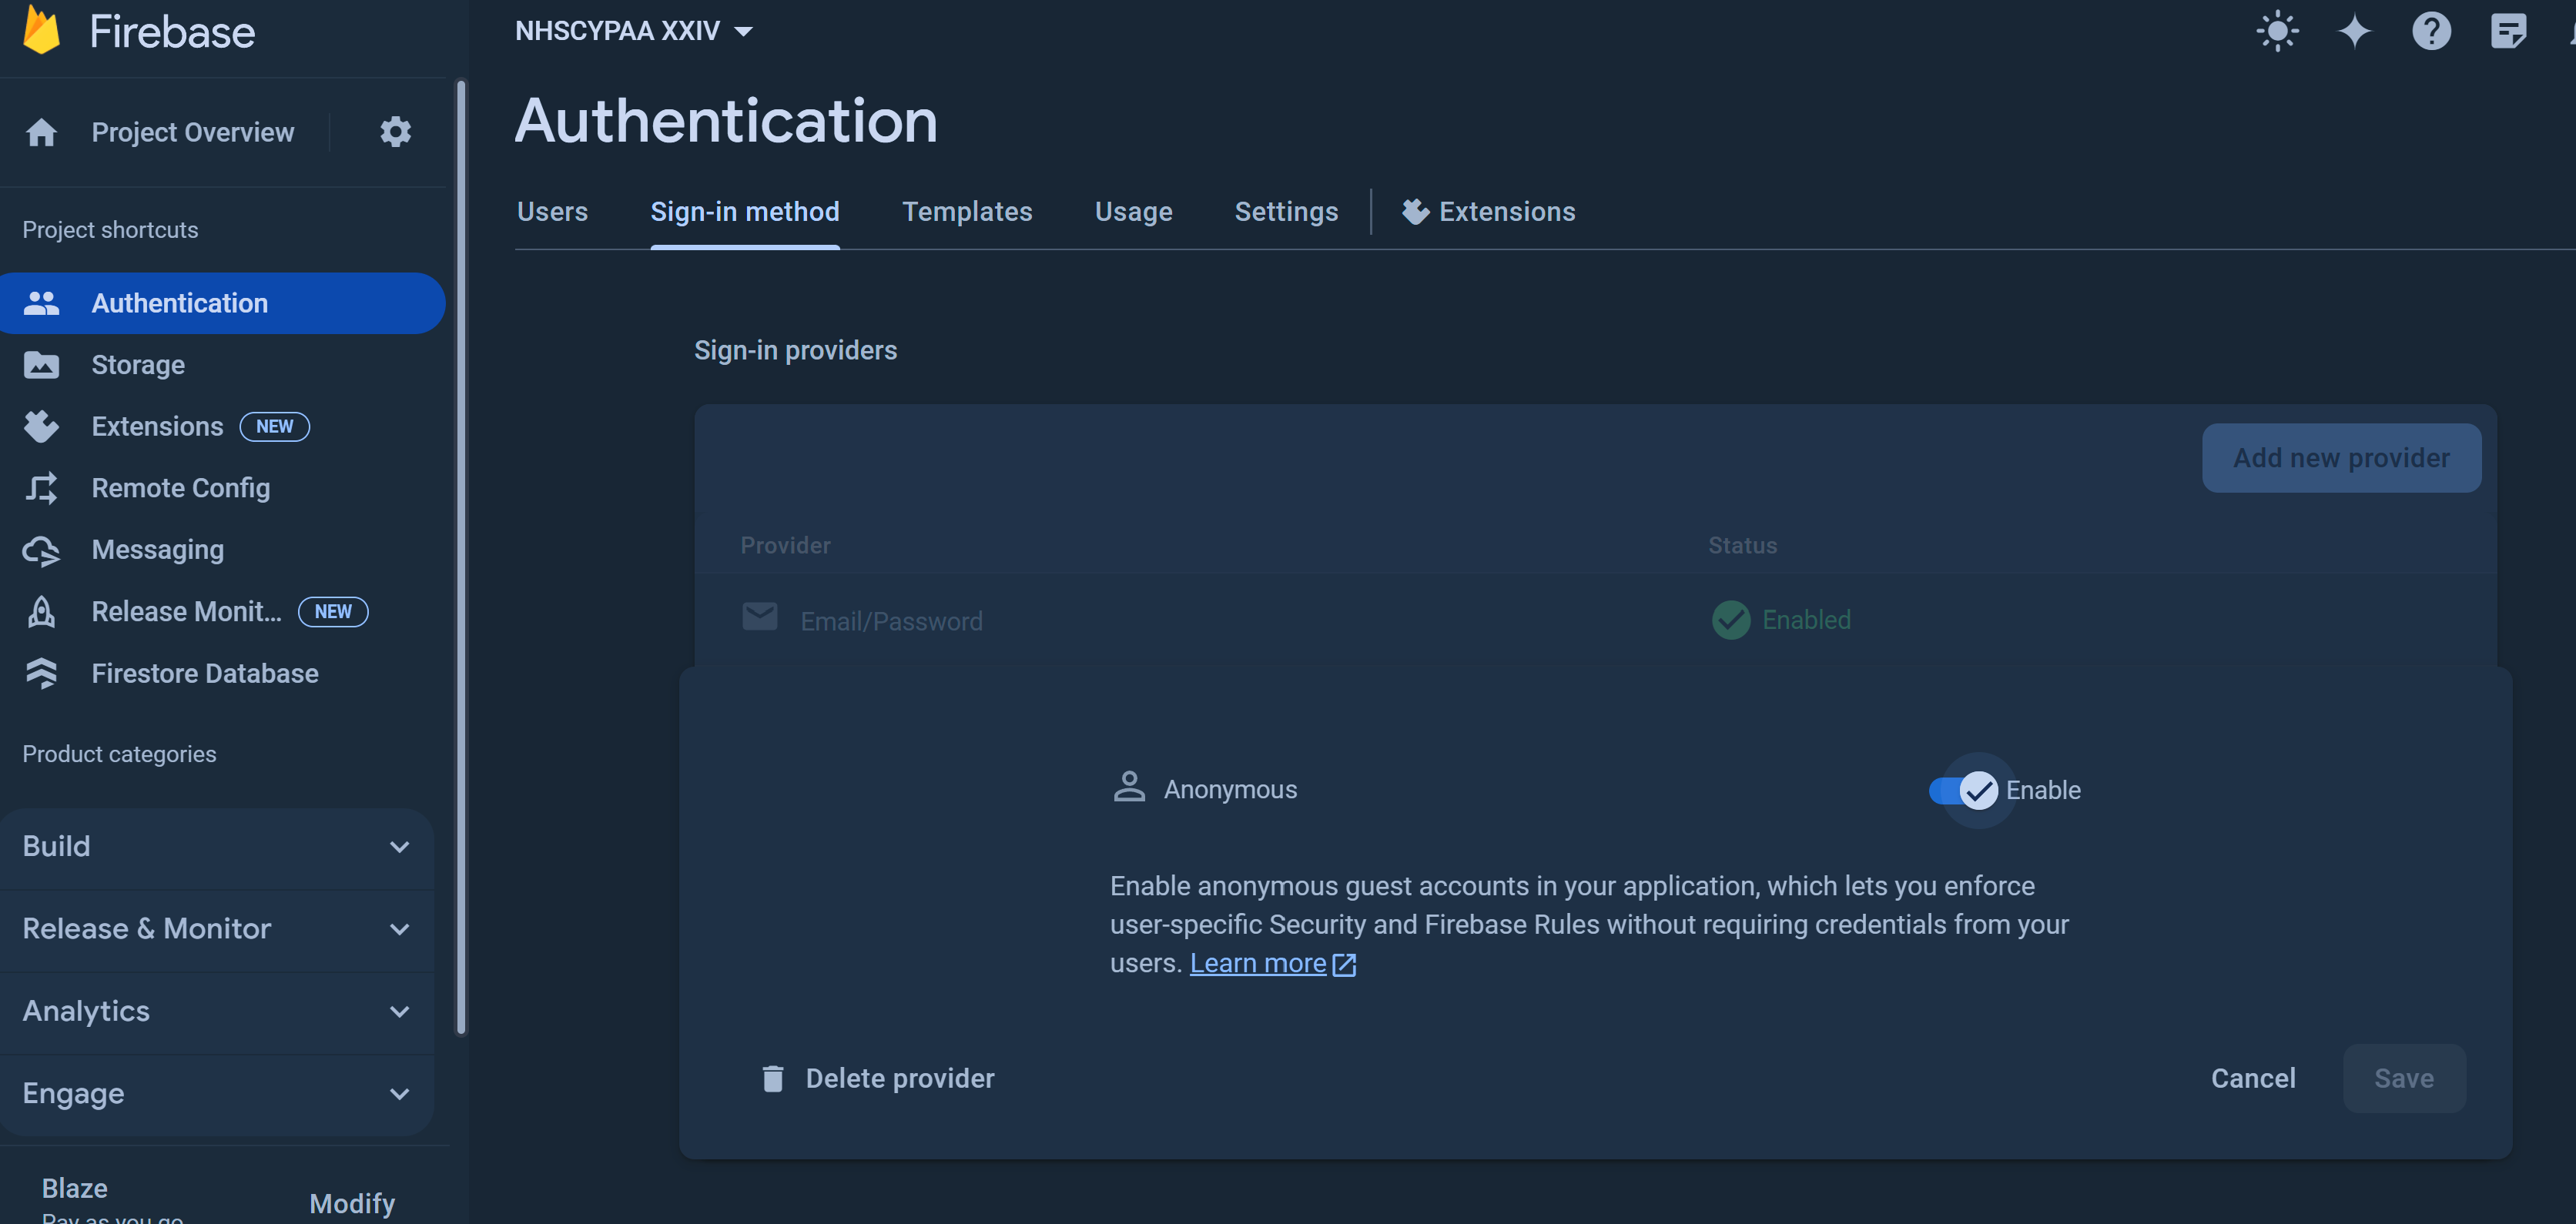 Firebase
Project Overview
Project shortcuts
Authentication
Storage
Extensions NEW
Remote Config
Messaging
Release Monit... NEW
Firestore Database
Product categories
Build
Release & Monitor
Analytics
Engage
Blaze
Pay as you go
Modify
NHSCYPAA XXIV
Authentication
Users Sign-in method Templates Usage Settings Extensions
Sign-in providers
Add new provider
Provider Status
Email/Password Enabled
Anonymous Enable
Enable anonymous guest accounts in your application, which lets you enforce
user-specific Security and Firebase Rules without requiring credentials from your
users. Learn more
Delete provider Cancel Save